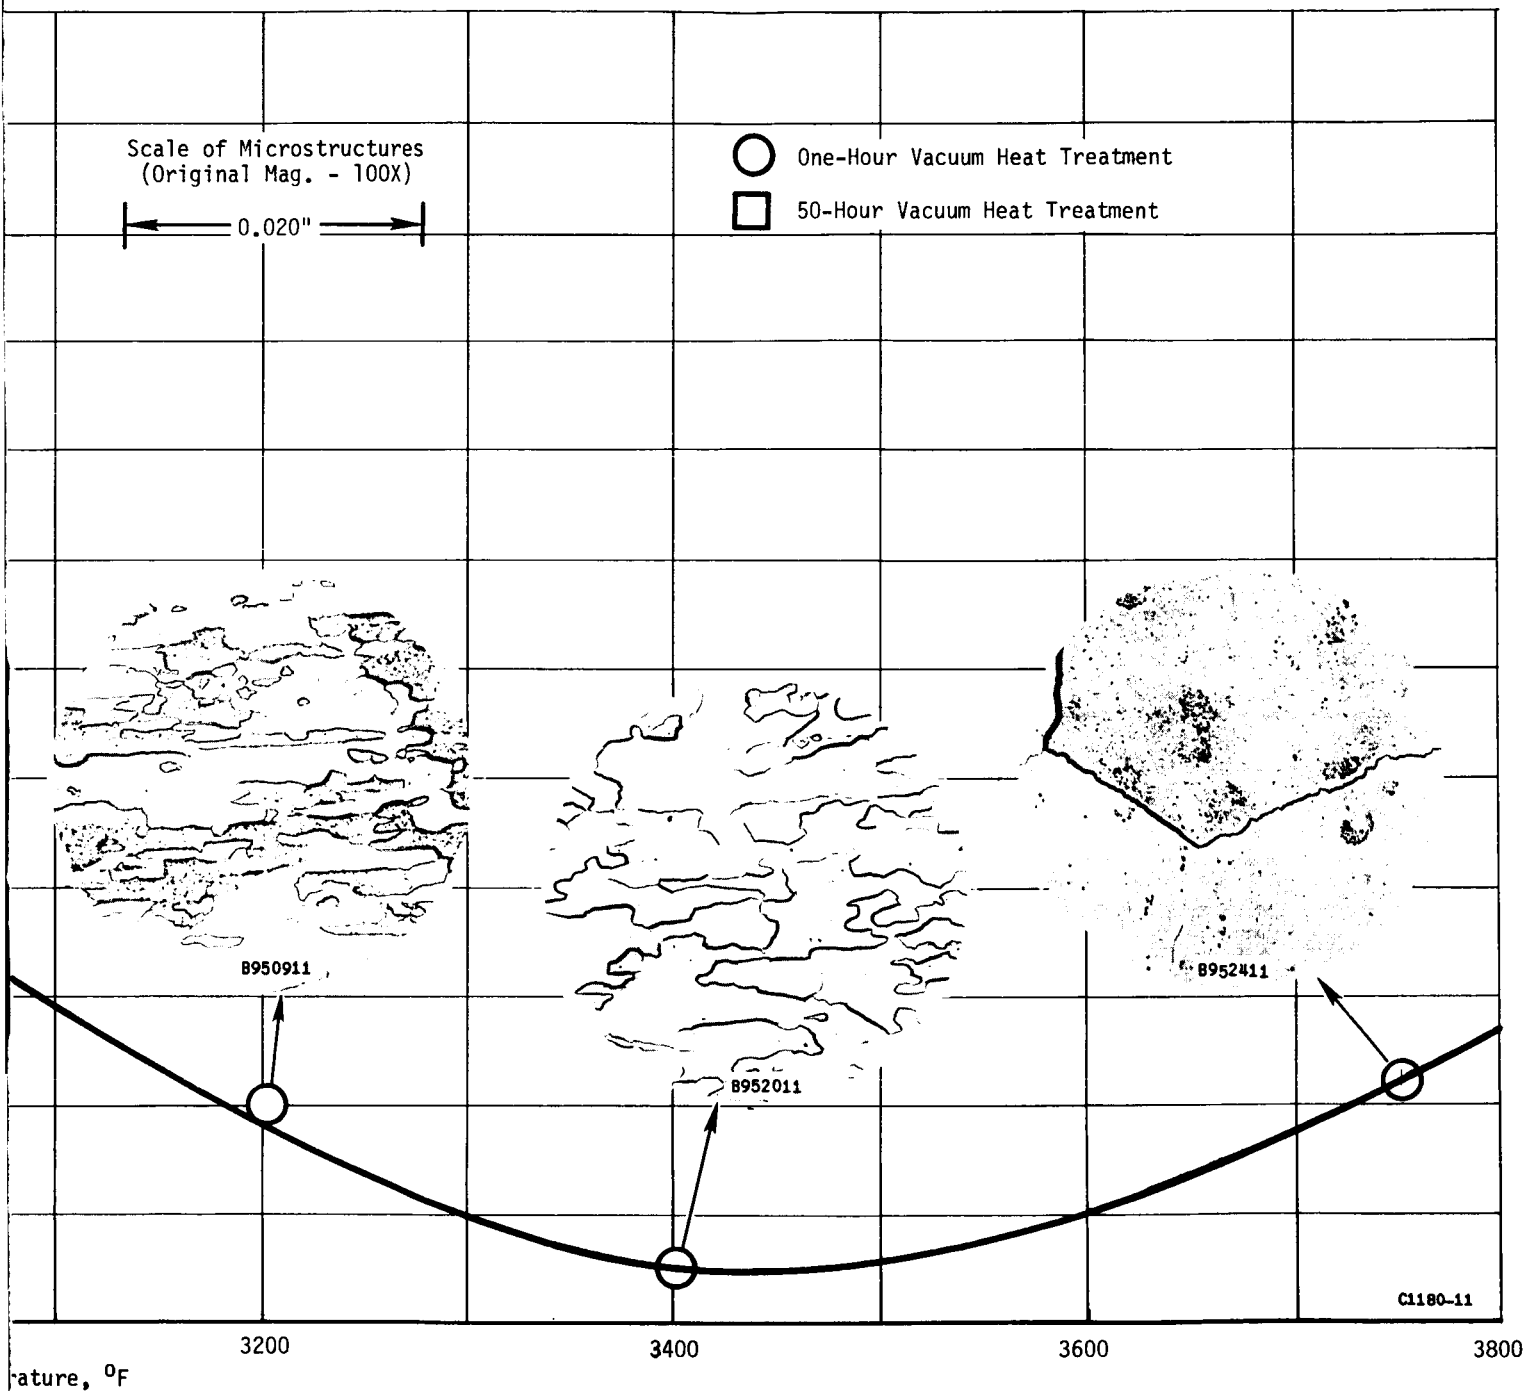 Scale of Microstructures
(Original Mag. - 100X)
0.020"
One-Hour Vacuum Heat Treatment
50-Hour Vacuum Heat Treatment
B950911
B952011
B952411
C1180-11
3200
3400
3600
3800
rature, °F